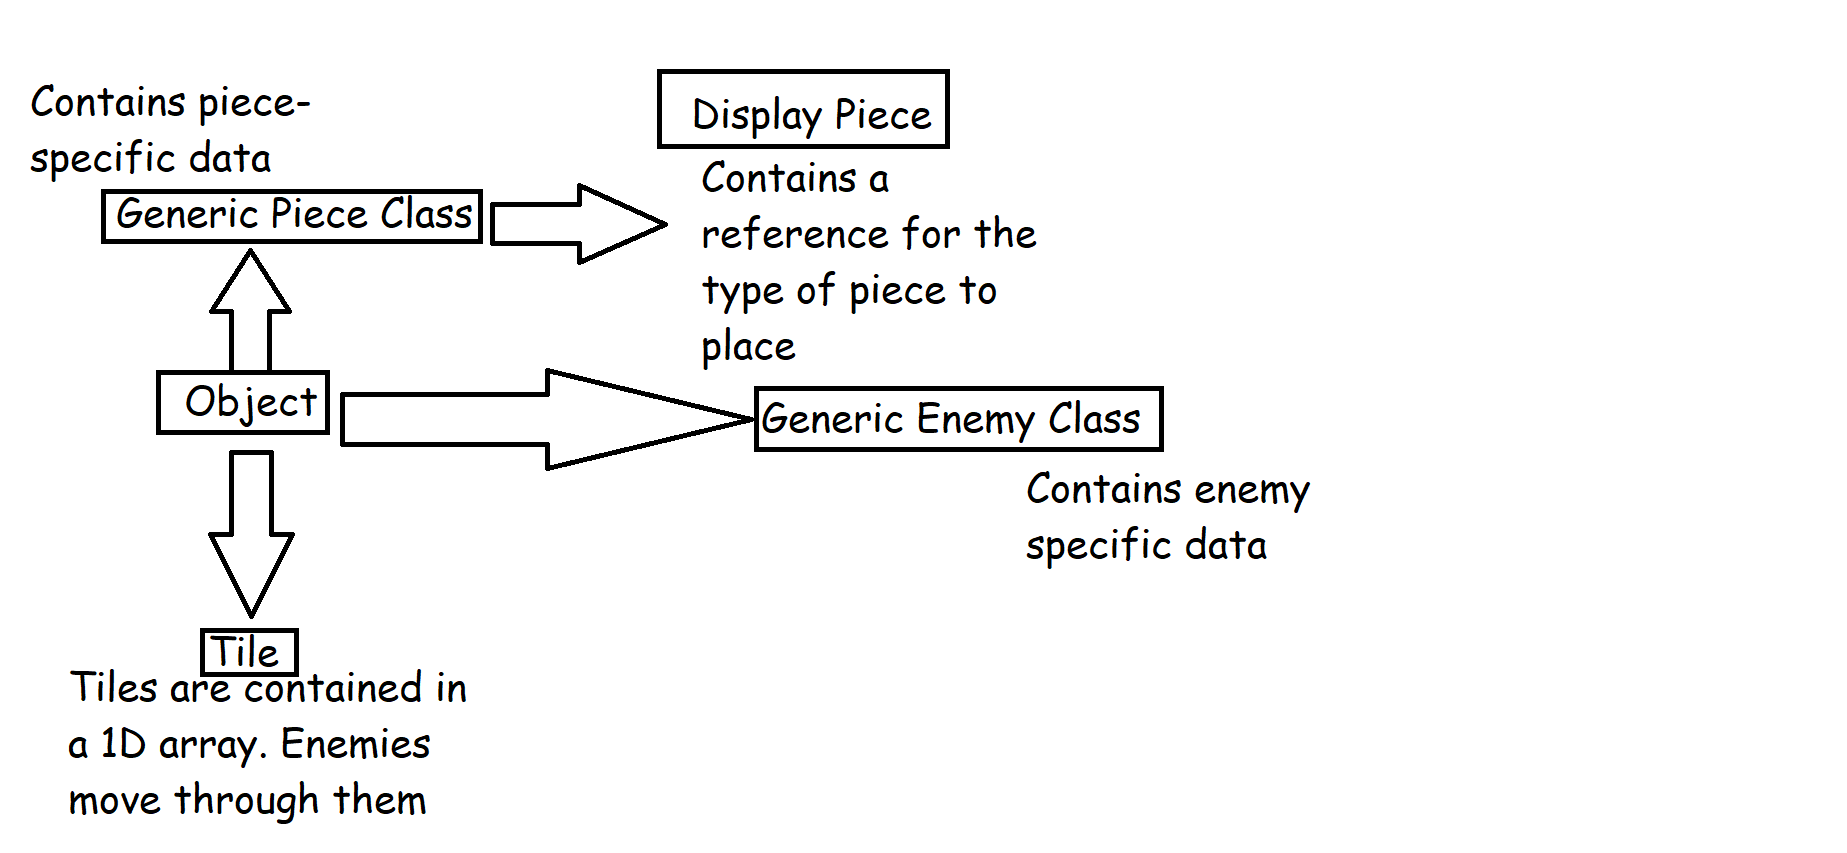 Contains piece-
specific data
Generic Piece Class
Display Piece
Contains a
reference for the
type of piece to
place
Object
Generic Enemy Class
Contains enemy
specific data
Tile
Tiles are contained in
a 1D array. Enemies
move through them